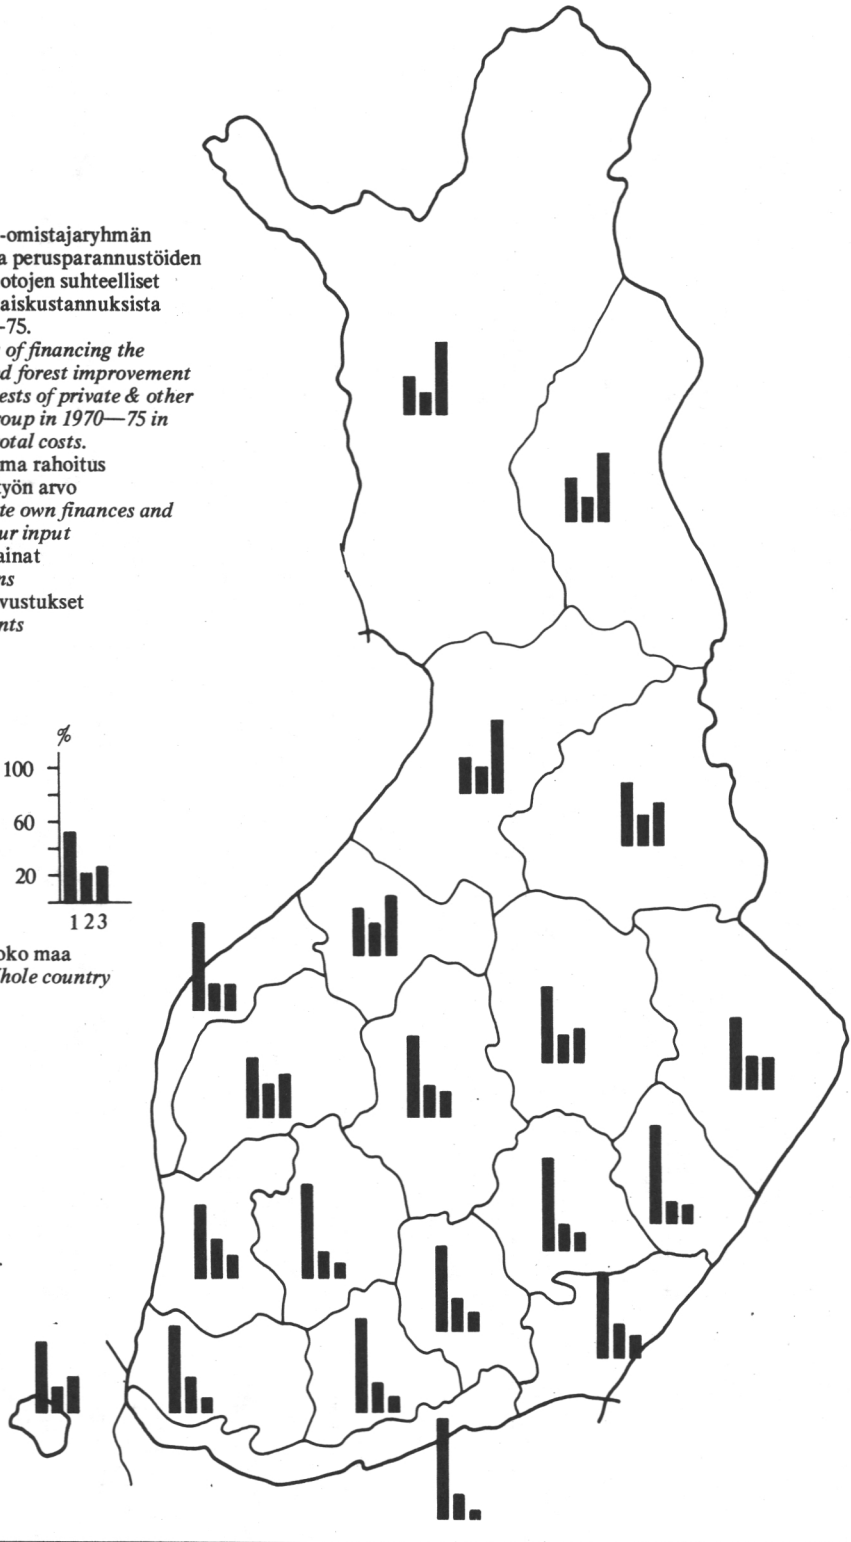 -omistajaryhmän
a perusparannustöiden
otojen suhteelliset
aiskustannuksista
-75.
of financing the
d forest improvement
ests of private & other
roup in 1970—75 in
otal costs.
ma rahoitus
työn arvo
te own finances and
ur input
ainat
ns
vustukset
nts
%
100
60
20
1 2 3
oko maa
hole country